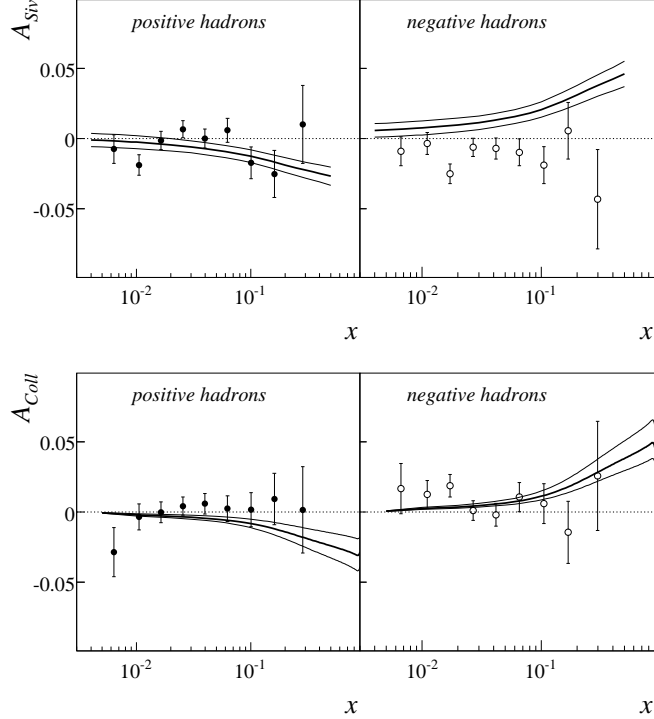 A_Siv
positive hadrons
negative hadrons
0.05
0
-0.05
10^-2
10^-1
10^-2
10^-1
x
x
A_Coll
positive hadrons
negative hadrons
0.05
0
-0.05
10^-2
10^-1
10^-2
10^-1
x
x